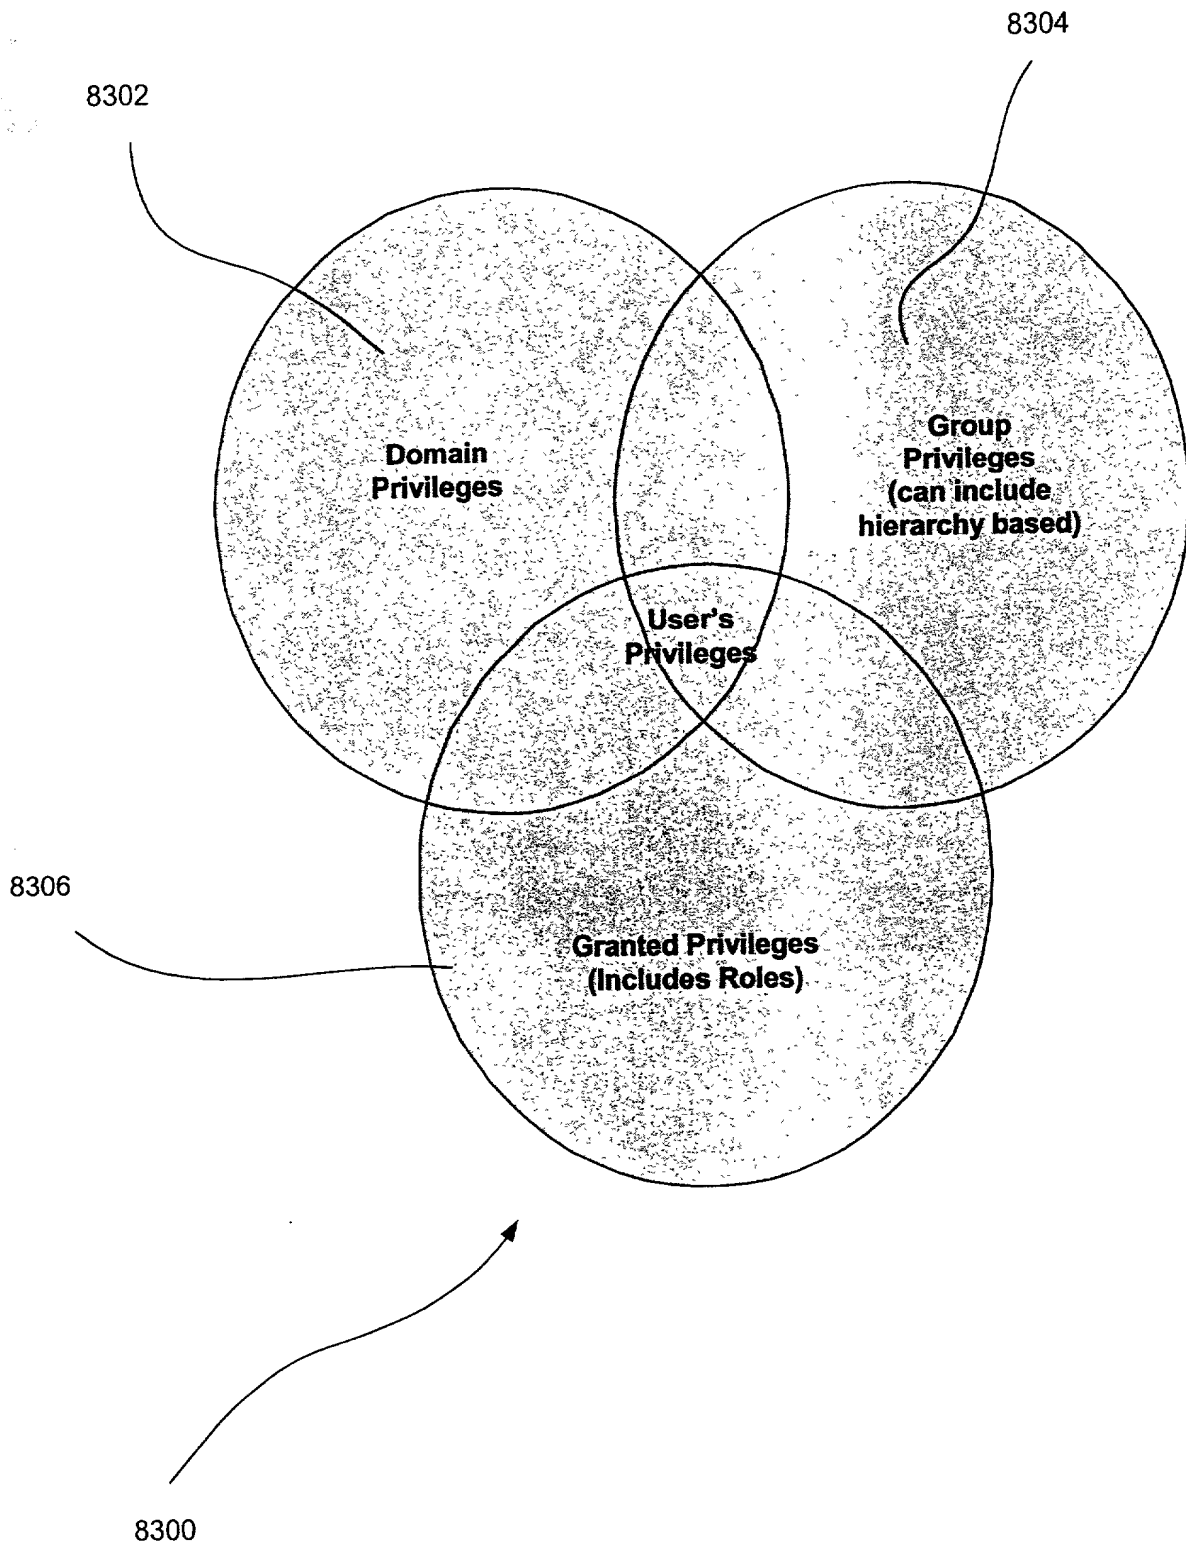 8304
8302
Domain
Privileges
Group
Privileges
(can include
hierarchy based)
User's
Privileges
8306
Granted Privileges
(Includes Roles)
8300